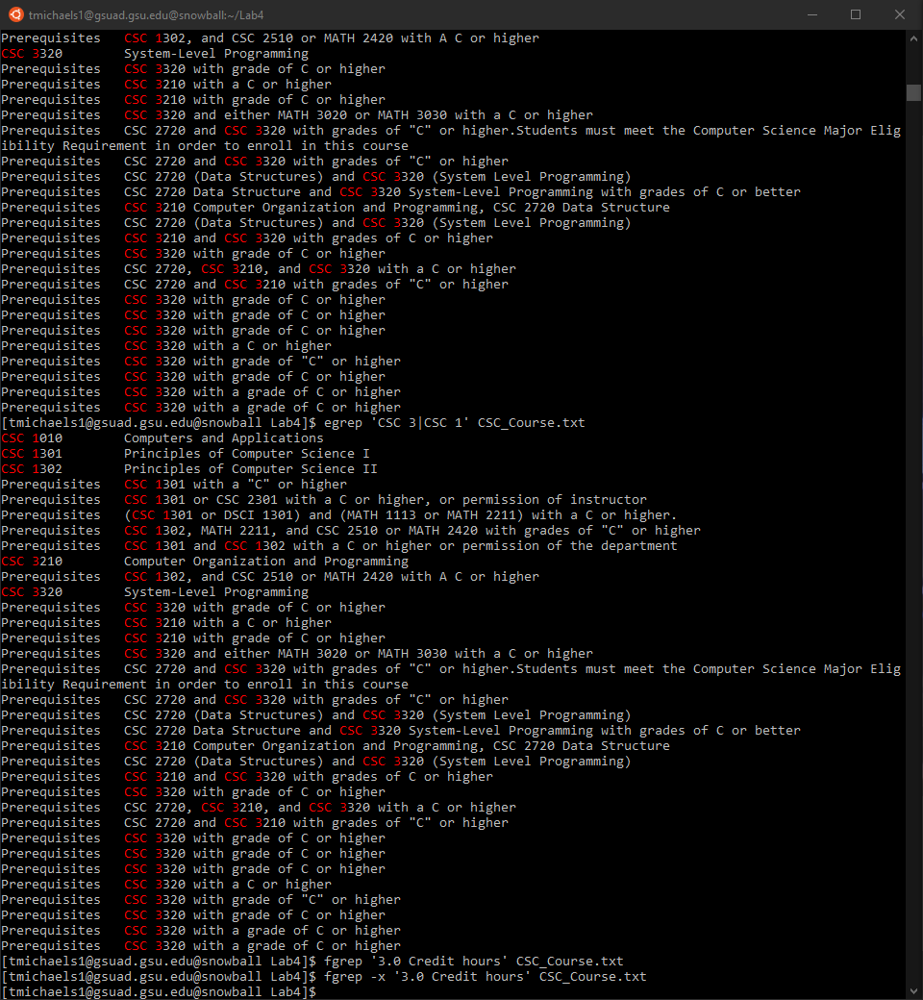 tmichaels1@gsuad.gsu.edu@snowball:~/Lab4
Prerequisites   CSC 1302, and CSC 2510 or MATH 2420 with A C or higher
CSC 3320        System-Level Programming
Prerequisites   CSC 3320 with grade of C or higher
Prerequisites   CSC 3210 with a C or higher
Prerequisites   CSC 3210 with grade of C or higher
Prerequisites   CSC 3320 and either MATH 3020 or MATH 3030 with a C or higher
Prerequisites   CSC 2720 and CSC 3320 with grades of "C" or higher.Students must meet the Computer Science Major Elig
ibility Requirement in order to enroll in this course
Prerequisites   CSC 2720 and CSC 3320 with grades of "C" or higher
Prerequisites   CSC 2720 (Data Structures) and CSC 3320 (System Level Programming)
Prerequisites   CSC 2720 Data Structure and CSC 3320 System-Level Programming with grades of C or better
Prerequisites   CSC 3210 Computer Organization and Programming, CSC 2720 Data Structure
Prerequisites   CSC 2720 (Data Structures) and CSC 3320 (System Level Programming)
Prerequisites   CSC 3210 and CSC 3320 with grades of C or higher
Prerequisites   CSC 3320 with grade of C or higher
Prerequisites   CSC 2720, CSC 3210, and CSC 3320 with a C or higher
Prerequisites   CSC 2720 and CSC 3210 with grades of "C" or higher
Prerequisites   CSC 3320 with grade of C or higher
Prerequisites   CSC 3320 with grade of C or higher
Prerequisites   CSC 3320 with grade of C or higher
Prerequisites   CSC 3320 with a C or higher
Prerequisites   CSC 3320 with grade of "C" or higher
Prerequisites   CSC 3320 with grade of C or higher
Prerequisites   CSC 3320 with a grade of C or higher
Prerequisites   CSC 3320 with a grade of C or higher
[tmichaels1@gsuad.gsu.edu@snowball Lab4]$ egrep 'CSC 3|CSC 1' CSC_Course.txt
CSC 1010        Computers and Applications
CSC 1301        Principles of Computer Science I
CSC 1302        Principles of Computer Science II
Prerequisites   CSC 1301 with a "C" or higher
Prerequisites   CSC 1301 or CSC 2301 with a C or higher, or permission of instructor
Prerequisites   (CSC 1301 or DSCI 1301) and (MATH 1113 or MATH 2211) with a C or higher.
Prerequisites   CSC 1302, MATH 2211, and CSC 2510 or MATH 2420 with grades of "C" or higher
Prerequisites   CSC 1301 and CSC 1302 with a C or higher or permission of the department
CSC 3210        Computer Organization and Programming
Prerequisites   CSC 1302, and CSC 2510 or MATH 2420 with A C or higher
CSC 3320        System-Level Programming
Prerequisites   CSC 3320 with grade of C or higher
Prerequisites   CSC 3210 with a C or higher
Prerequisites   CSC 3210 with grade of C or higher
Prerequisites   CSC 3320 and either MATH 3020 or MATH 3030 with a C or higher
Prerequisites   CSC 2720 and CSC 3320 with grades of "C" or higher.Students must meet the Computer Science Major Elig
ibility Requirement in order to enroll in this course
Prerequisites   CSC 2720 and CSC 3320 with grades of "C" or higher
Prerequisites   CSC 2720 (Data Structures) and CSC 3320 (System Level Programming)
Prerequisites   CSC 2720 Data Structure and CSC 3320 System-Level Programming with grades of C or better
Prerequisites   CSC 3210 Computer Organization and Programming, CSC 2720 Data Structure
Prerequisites   CSC 2720 (Data Structures) and CSC 3320 (System Level Programming)
Prerequisites   CSC 3210 and CSC 3320 with grades of C or higher
Prerequisites   CSC 3320 with grade of C or higher
Prerequisites   CSC 2720, CSC 3210, and CSC 3320 with a C or higher
Prerequisites   CSC 2720 and CSC 3210 with grades of "C" or higher
Prerequisites   CSC 3320 with grade of C or higher
Prerequisites   CSC 3320 with grade of C or higher
Prerequisites   CSC 3320 with grade of C or higher
Prerequisites   CSC 3320 with a C or higher
Prerequisites   CSC 3320 with grade of "C" or higher
Prerequisites   CSC 3320 with grade of C or higher
Prerequisites   CSC 3320 with a grade of C or higher
Prerequisites   CSC 3320 with a grade of C or higher
[tmichaels1@gsuad.gsu.edu@snowball Lab4]$ fgrep '3.0 Credit hours' CSC_Course.txt
[tmichaels1@gsuad.gsu.edu@snowball Lab4]$ fgrep -x '3.0 Credit hours' CSC_Course.txt
[tmichaels1@gsuad.gsu.edu@snowball Lab4]$